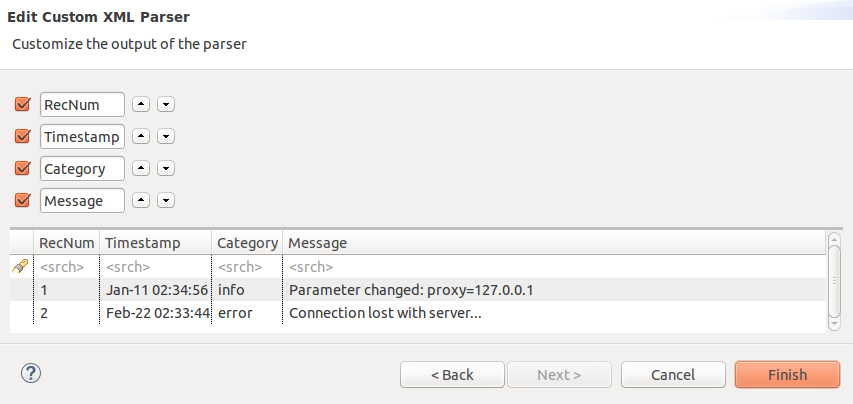 Edit Custom XML Parser
Customize the output of the parser
RecNum
Timestamp
Category
Message
RecNum Timestamp Category Message
<srch> <srch> <srch> <srch>
1 Jan-11 02:34:56 info Parameter changed: proxy=127.0.0.1
2 Feb-22 02:33:44 error Connection lost with server...
? < Back Next > Cancel Finish